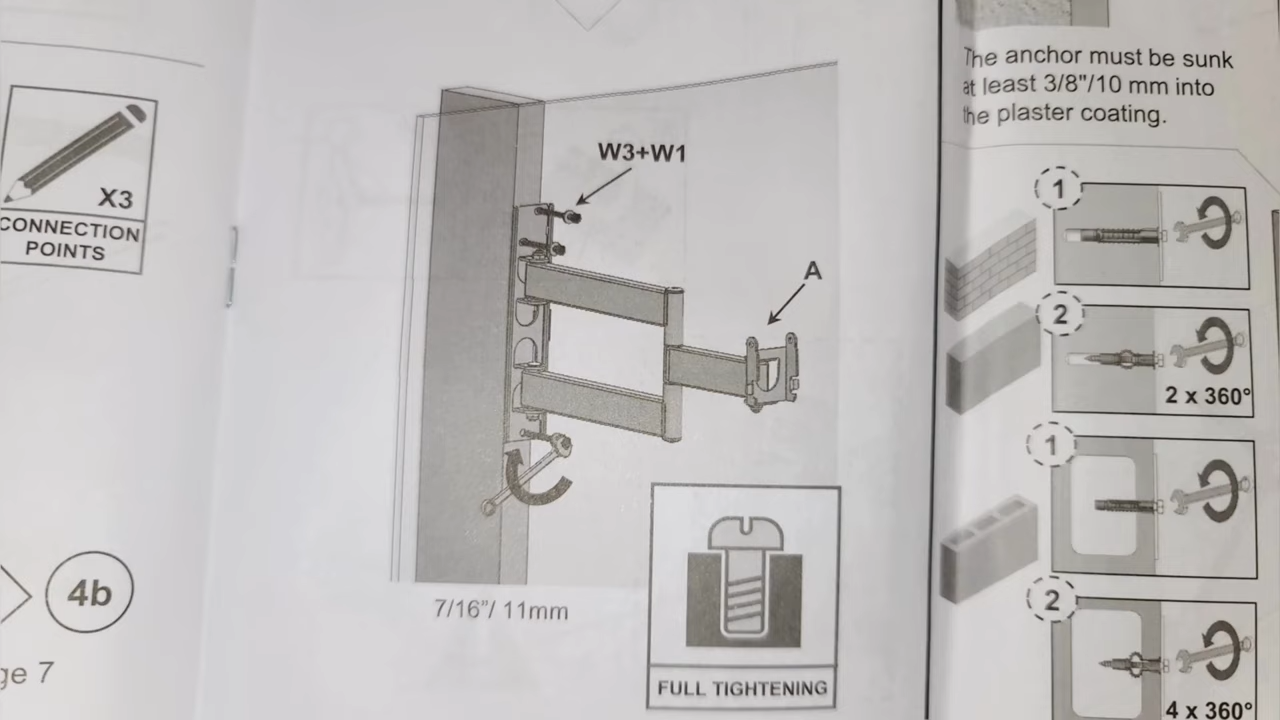 X3
CONNECTION
POINTS
4b
7
W3+W1
A
7/16”/ 11mm
FULL TIGHTENING
The anchor must be sunk
at least 3/8"/10 mm into
the plaster coating.
1
2
2 x 360°
1
2
4 x 360°